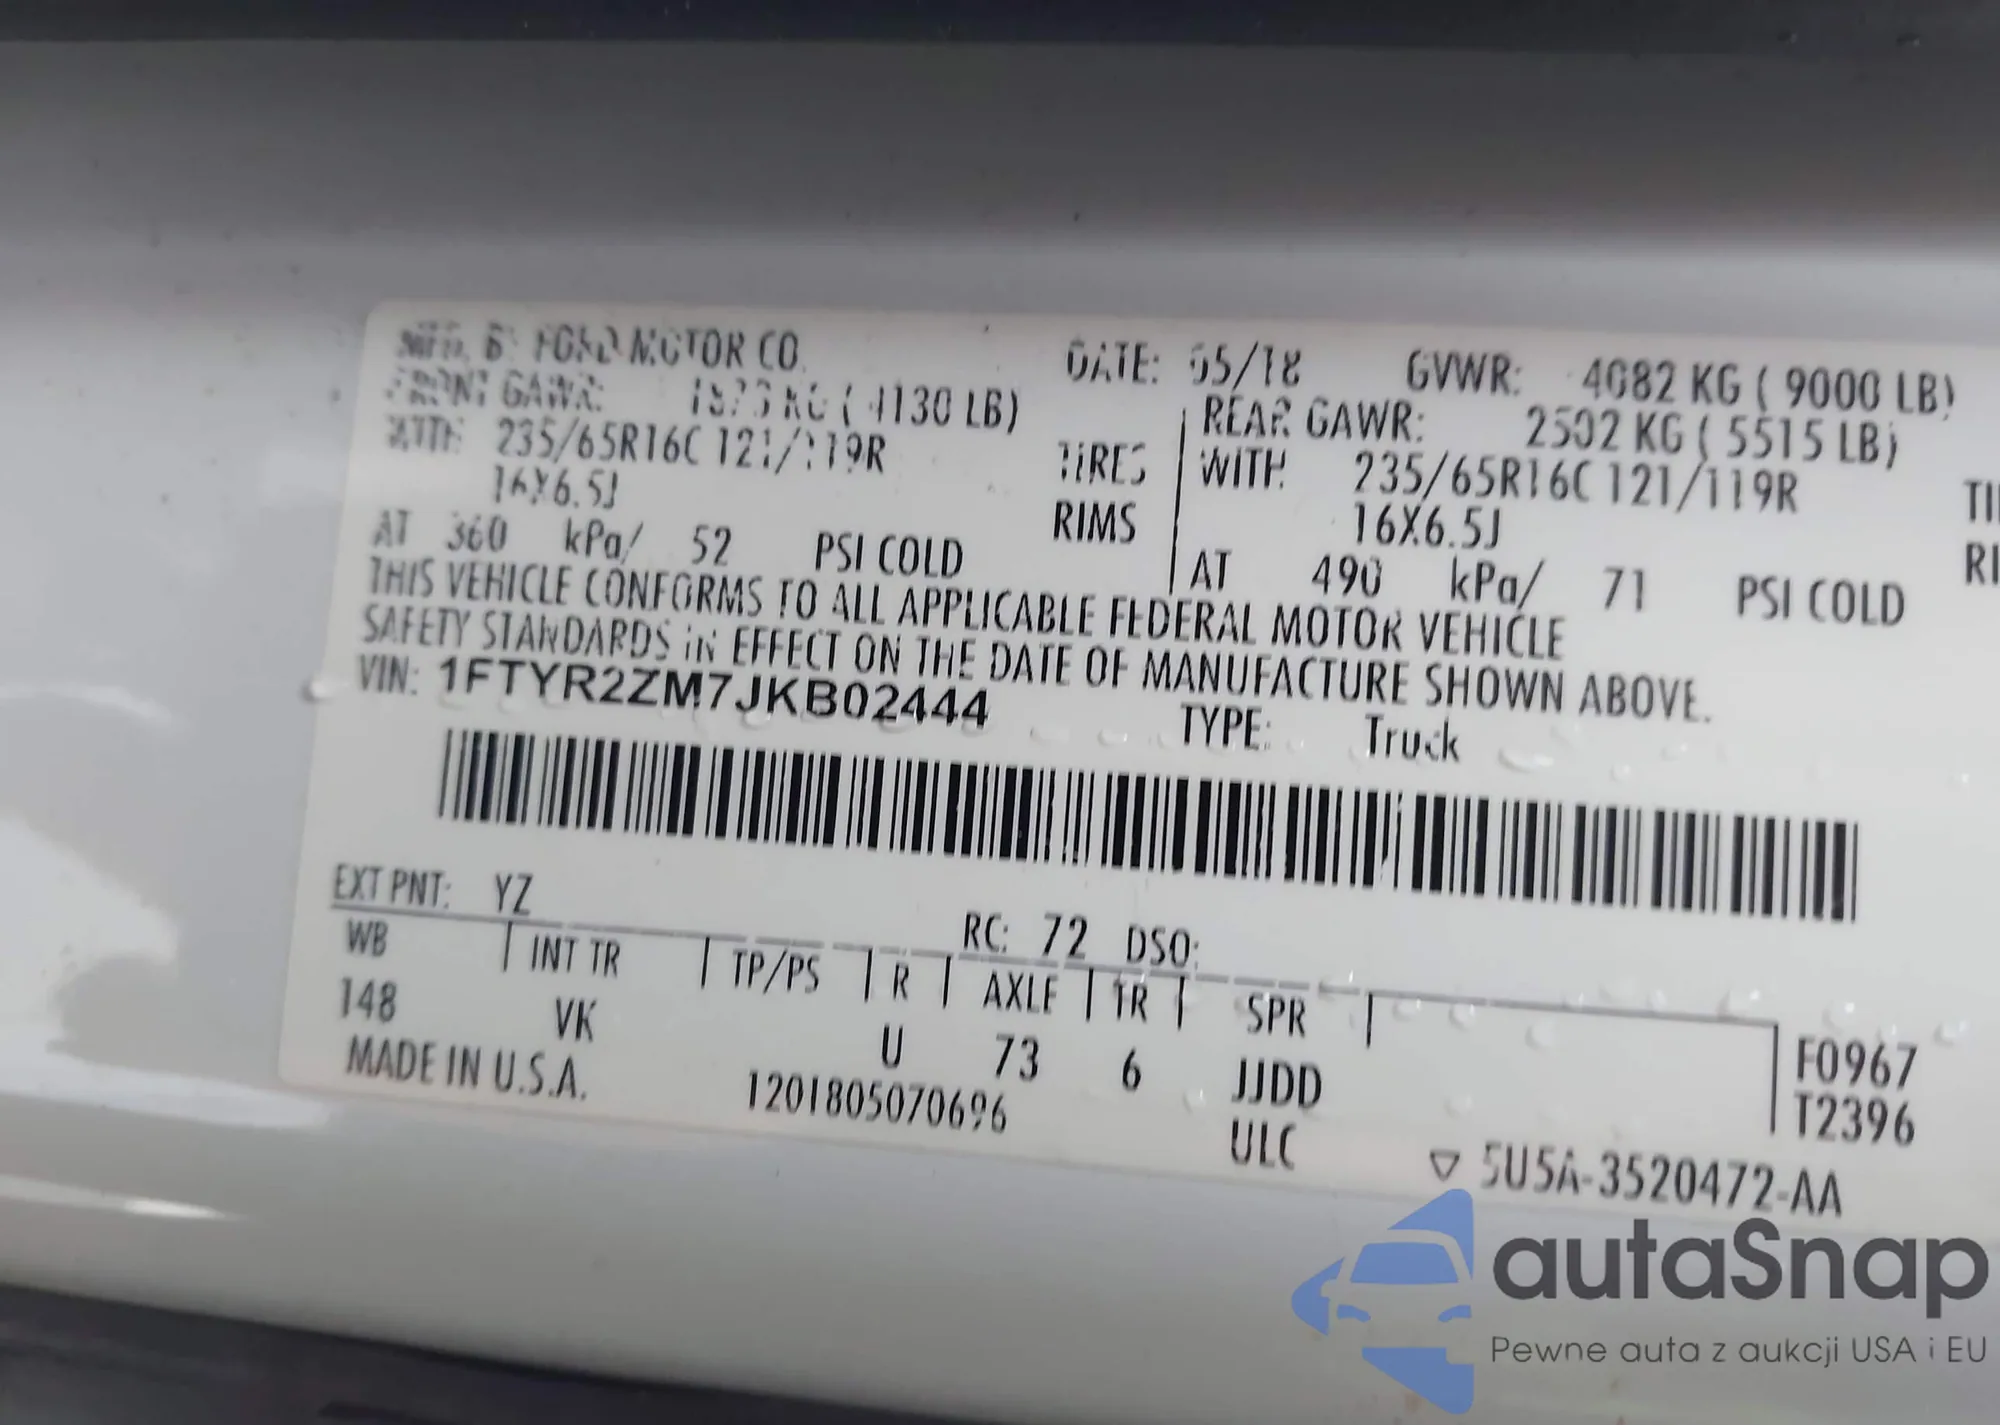 MFD. BY FORD MOTOR CO.
DATE: 05/18 GVWR: 4082 KG ( 9000 LB)
FRONT GAWR: 1873 KG ( 4130 LB) REAR GAWR: 2502 KG ( 5515 LB)
WITH 235/65R16C 121/119R TIRES WITH 235/65R16C 121/119R
16X6.5J RIMS 16X6.5J
AT 360 kPa/ 52 PSI COLD AT 490 kPa/ 71 PSI COLD
THIS VEHICLE CONFORMS TO ALL APPLICABLE FEDERAL MOTOR VEHICLE
SAFETY STANDARDS IN EFFECT ON THE DATE OF MANUFACTURE SHOWN ABOVE.
VIN: 1FTYR2ZM7JKB02444 TYPE: Truck
EXT PNT: YZ RC: 72 DSO:
WB INT TR TP/PS R AXLE TR SPR
148 VK U 73 6 JJDD F0967
MADE IN U.S.A. 1201805070696 ULC T2396
5U5A-3520472-AA
autaSnap
Pewne auta z aukcji USA i EU